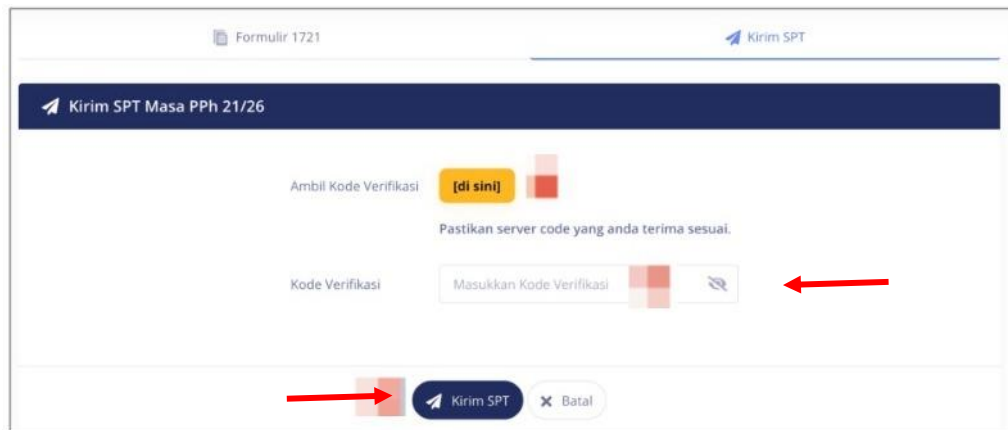 Formulir 1721
Kirim SPT
Kirim SPT Masa PPh 21/26
Ambil Kode Verifikasi [di sini]
Pastikan server code yang anda terima sesuai.
Kode Verifikasi Masukkan Kode Verifikasi
Kirim SPT Batal